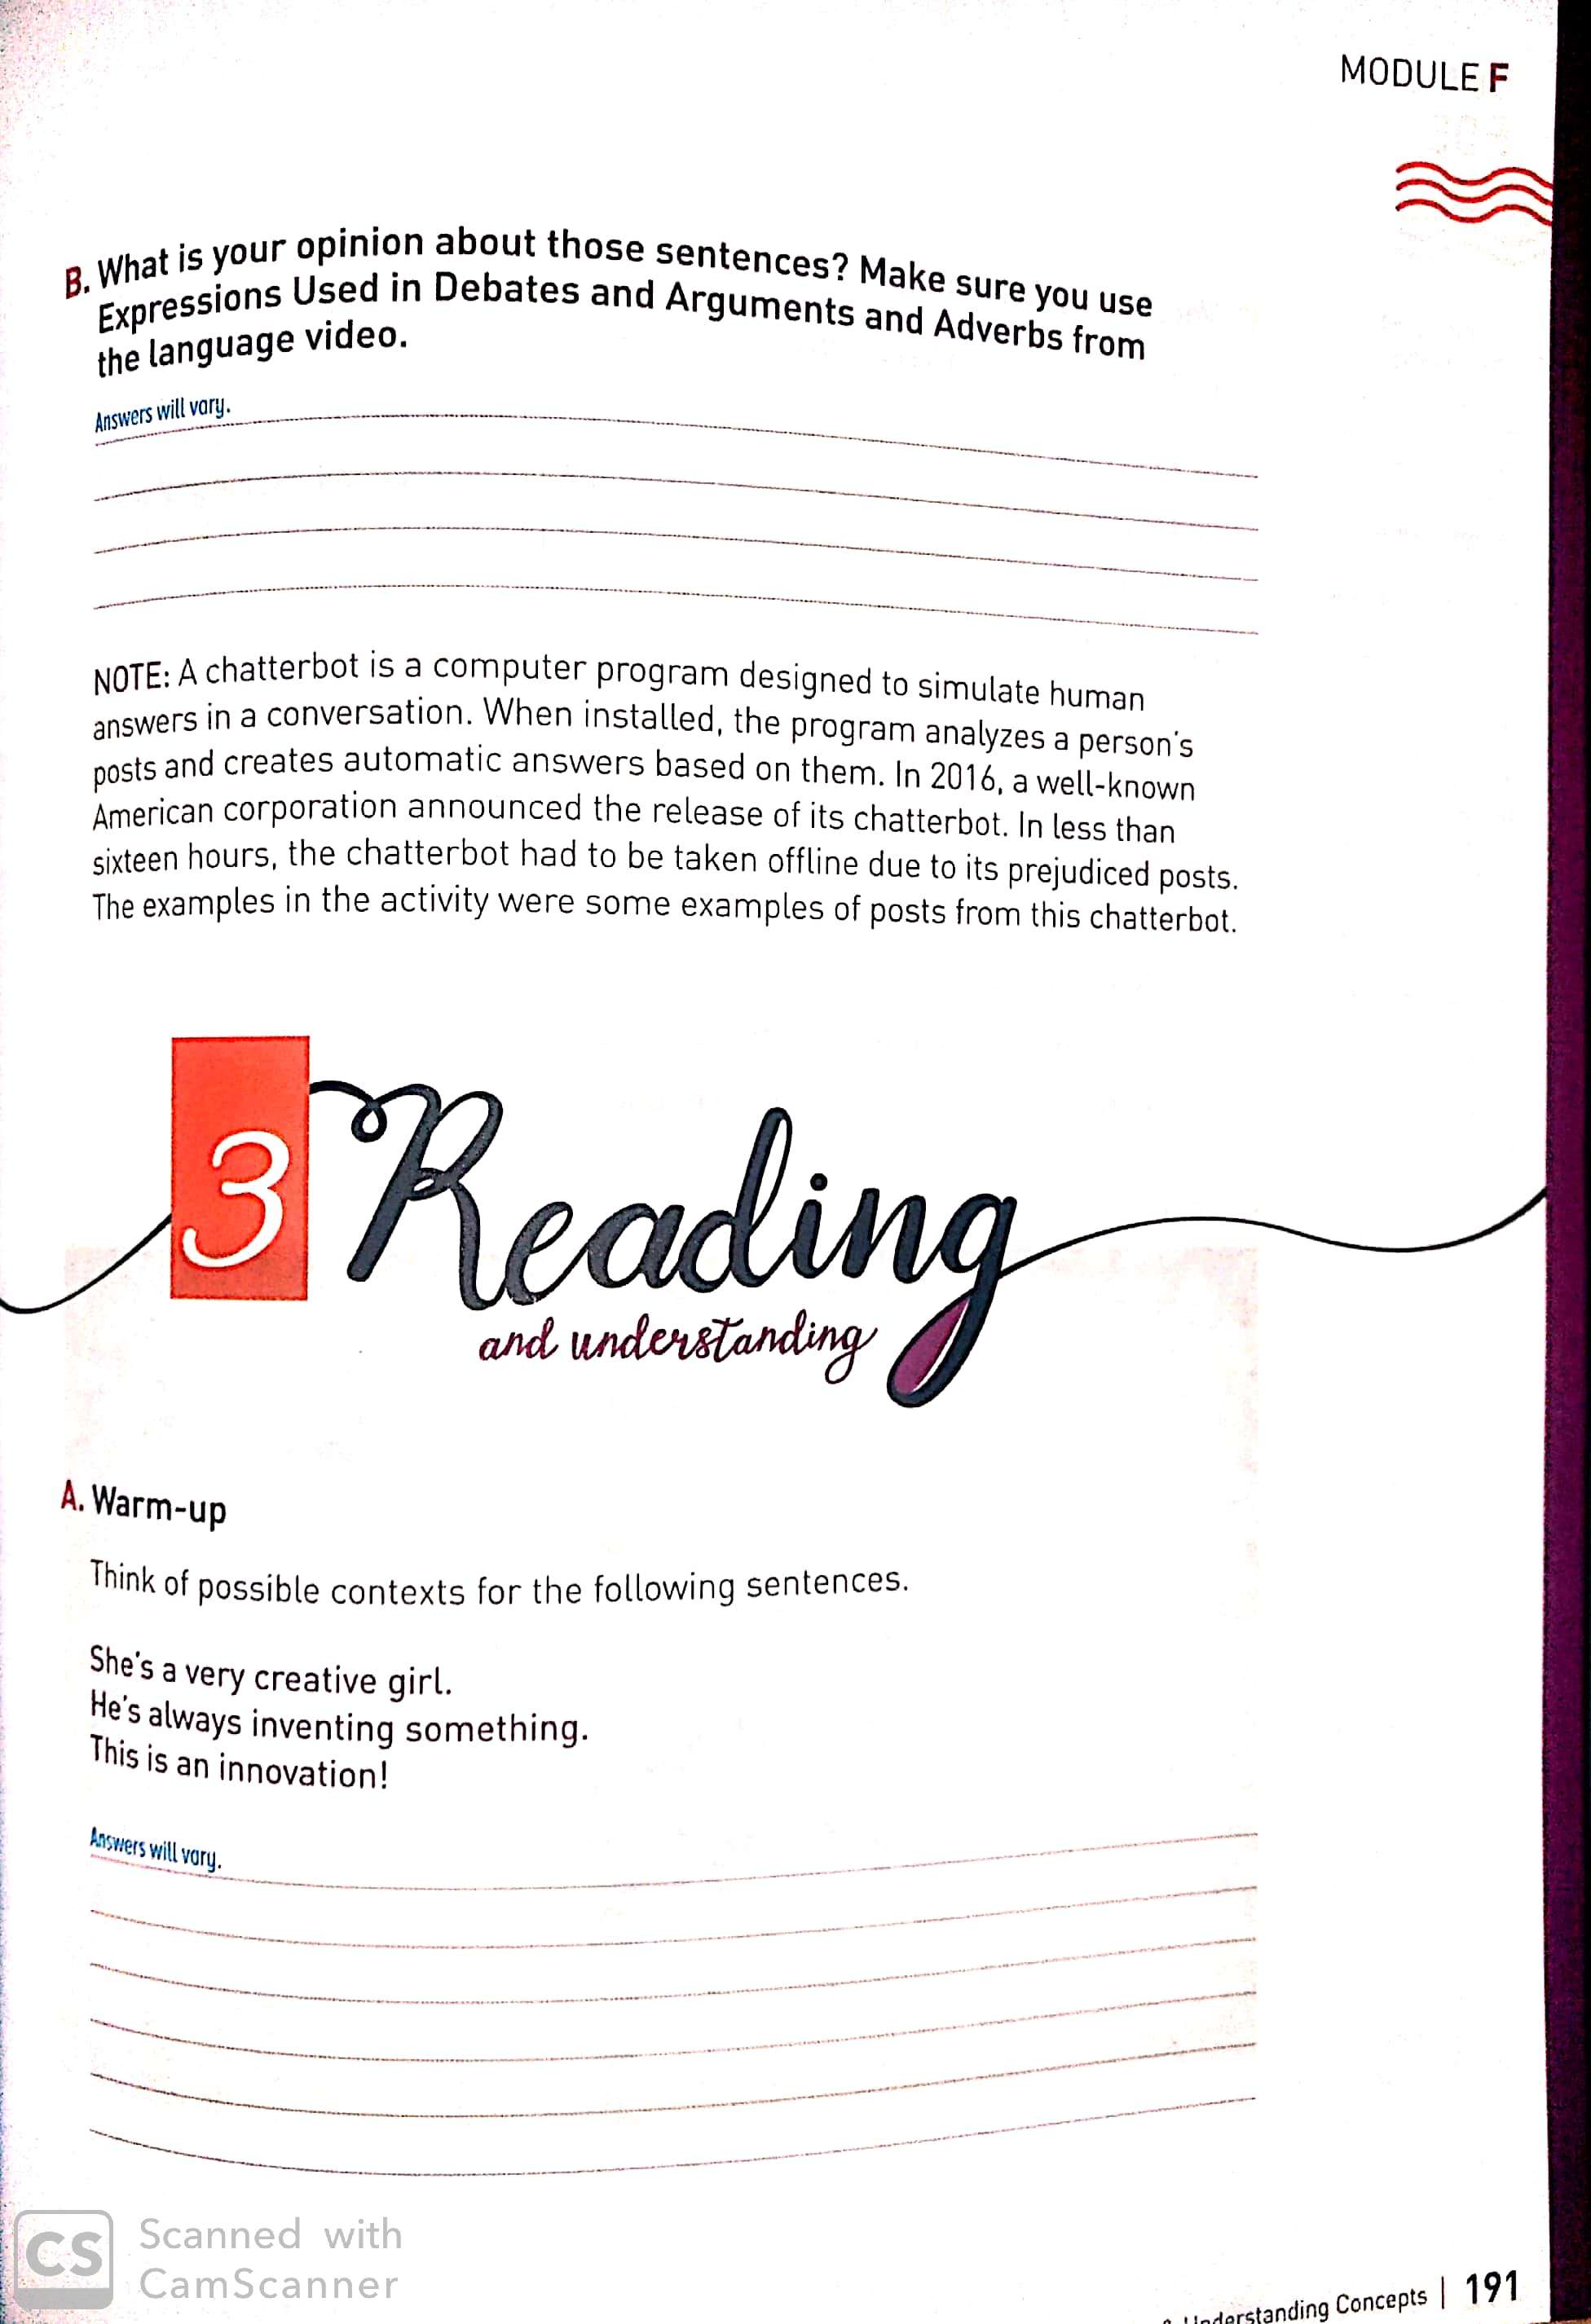 MODULE F
B. What is your opinion about those sentences? Make sure you use
Expressions Used in Debates and Arguments and Adverbs from
the language video.
Answers will vary.
NOTE: A chatterbot is a computer program designed to simulate human
answers in a conversation. When installed, the program analyzes a person's
posts and creates automatic answers based on them. In 2016, a well-known
American corporation announced the release of its chatterbot. In less than
sixteen hours, the chatterbot had to be taken offline due to its prejudiced posts.
The examples in the activity were some examples of posts from this chatterbot.
3 Reading
and understanding
A. Warm-up
Think of possible contexts for the following sentences.
She's a very creative girl.
He's always inventing something.
This is an innovation!
Answers will vary.
CS Scanned with
CamScanner
Understanding Concepts | 191